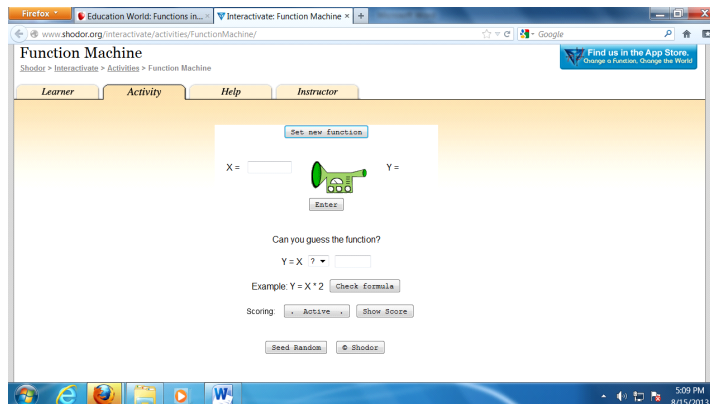 Firefox
Education World: Functions in...
Interactivate: Function Machine
www.shodor.org/interactivate/activities/FunctionMachine/
Google
Function Machine
Shodor > Interactivate > Activities > Function Machine
Find us in the App Store.
Change a Function, Change the World
Learner
Activity
Help
Instructor
Set new function
X =
Y =
Enter
Can you guess the function?
Y = X ?
Example: Y = X * 2 Check formula
Scoring: . Active . Show Score
Seed Random © Shodor
5:09 PM
8/15/2013